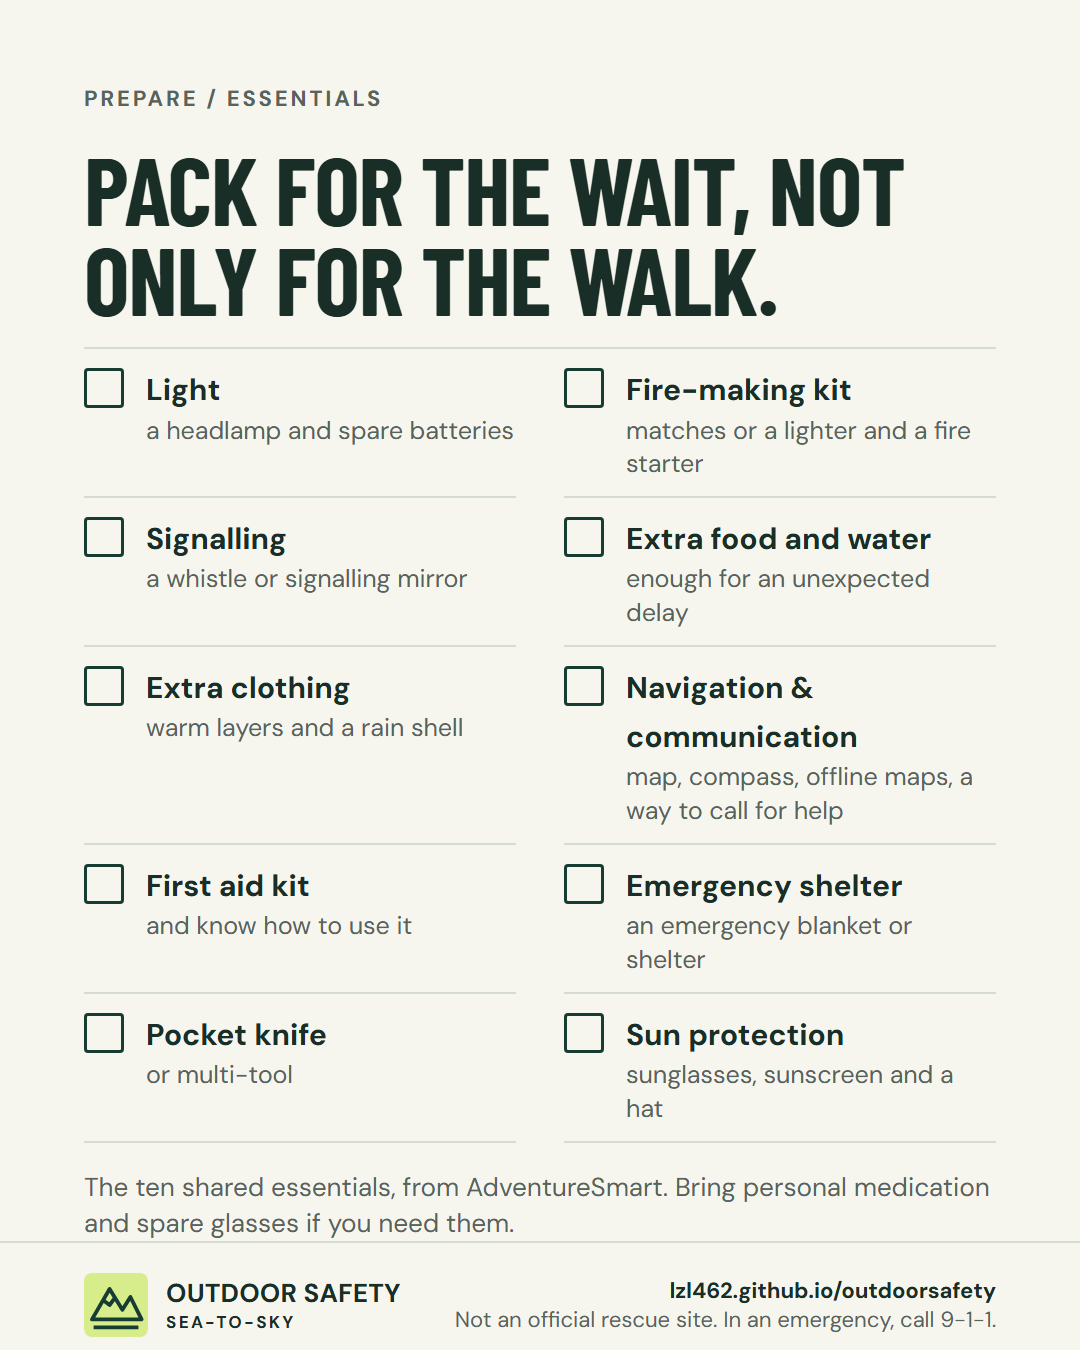 PREPARE / ESSENTIALS
PACK FOR THE WAIT, NOT
ONLY FOR THE WALK.
Light
a headlamp and spare batteries
Fire-making kit
matches or a lighter and a fire
starter
Signalling
a whistle or signalling mirror
Extra food and water
enough for an unexpected
delay
Extra clothing
warm layers and a rain shell
Navigation &
communication
map, compass, offline maps, a
way to call for help
First aid kit
and know how to use it
Emergency shelter
an emergency blanket or
shelter
Pocket knife
or multi-tool
Sun protection
sunglasses, sunscreen and a
hat
The ten shared essentials, from AdventureSmart. Bring personal medication
and spare glasses if you need them.
OUTDOOR SAFETY
SEA-TO-SKY
lzl462.github.io/outdoorsafety
Not an official rescue site. In an emergency, call 9-1-1.